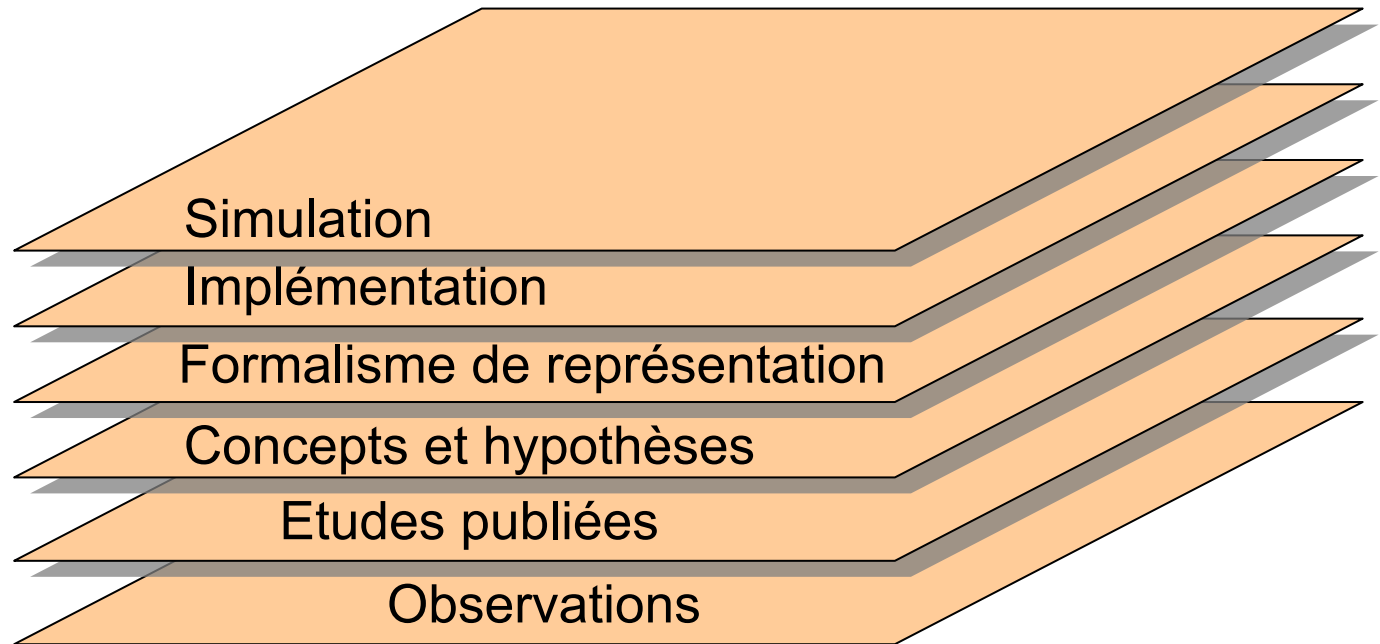 Simulation
Implémentation
Formalisme de représentation
Concepts et hypothèses
Etudes publiées
Observations